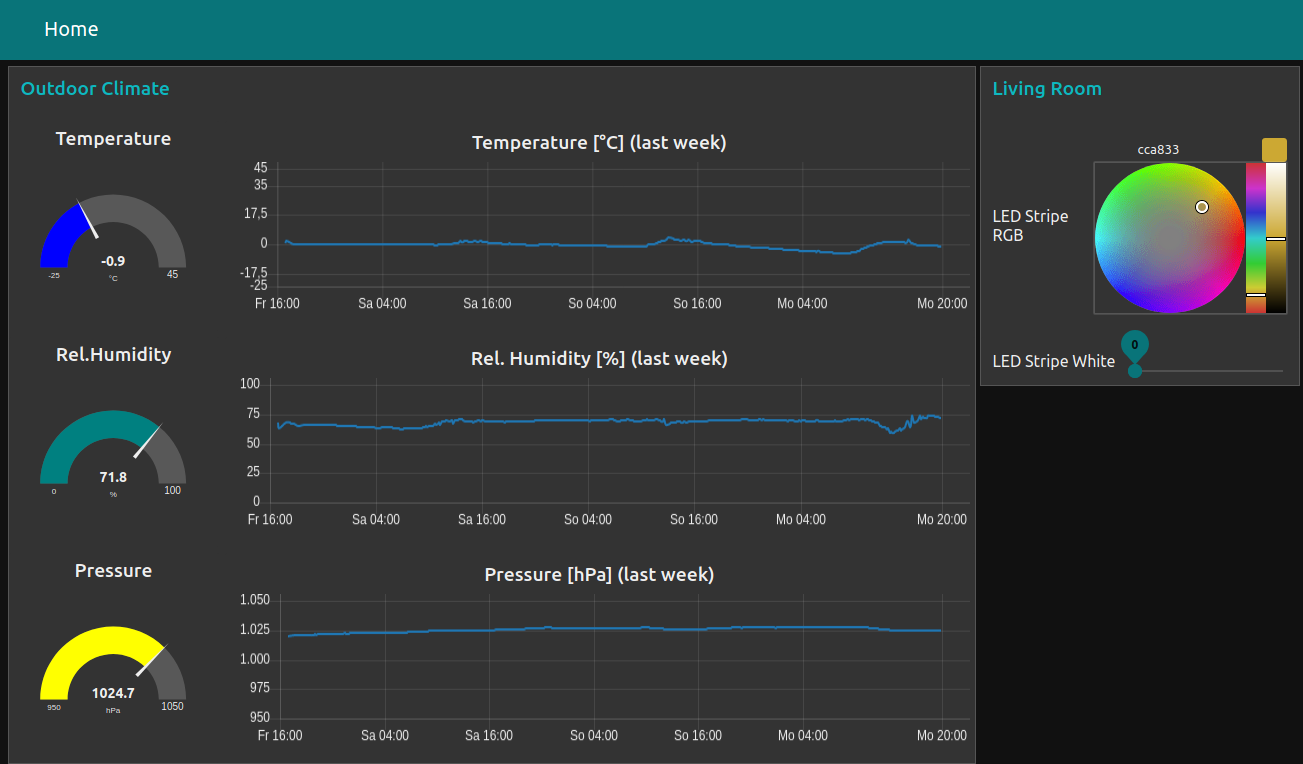 Home
Outdoor Climate
Temperature
-0.9
°C
-25
45
Temperature [°C] (last week)
45
35
17,5
0
-17,5
-25
Fr 16:00 Sa 04:00 Sa 16:00 So 04:00 So 16:00 Mo 04:00 Mo 20:00
Rel.Humidity
71.8
%
0
100
Rel. Humidity [%] (last week)
100
75
50
25
0
Fr 16:00 Sa 04:00 Sa 16:00 So 04:00 So 16:00 Mo 04:00 Mo 20:00
Pressure
1024.7
hPa
950
1050
Pressure [hPa] (last week)
1.050
1.025
1.000
975
950
Fr 16:00 Sa 04:00 Sa 16:00 So 04:00 So 16:00 Mo 04:00 Mo 20:00
Living Room
cca833
LED Stripe
RGB
0
LED Stripe White